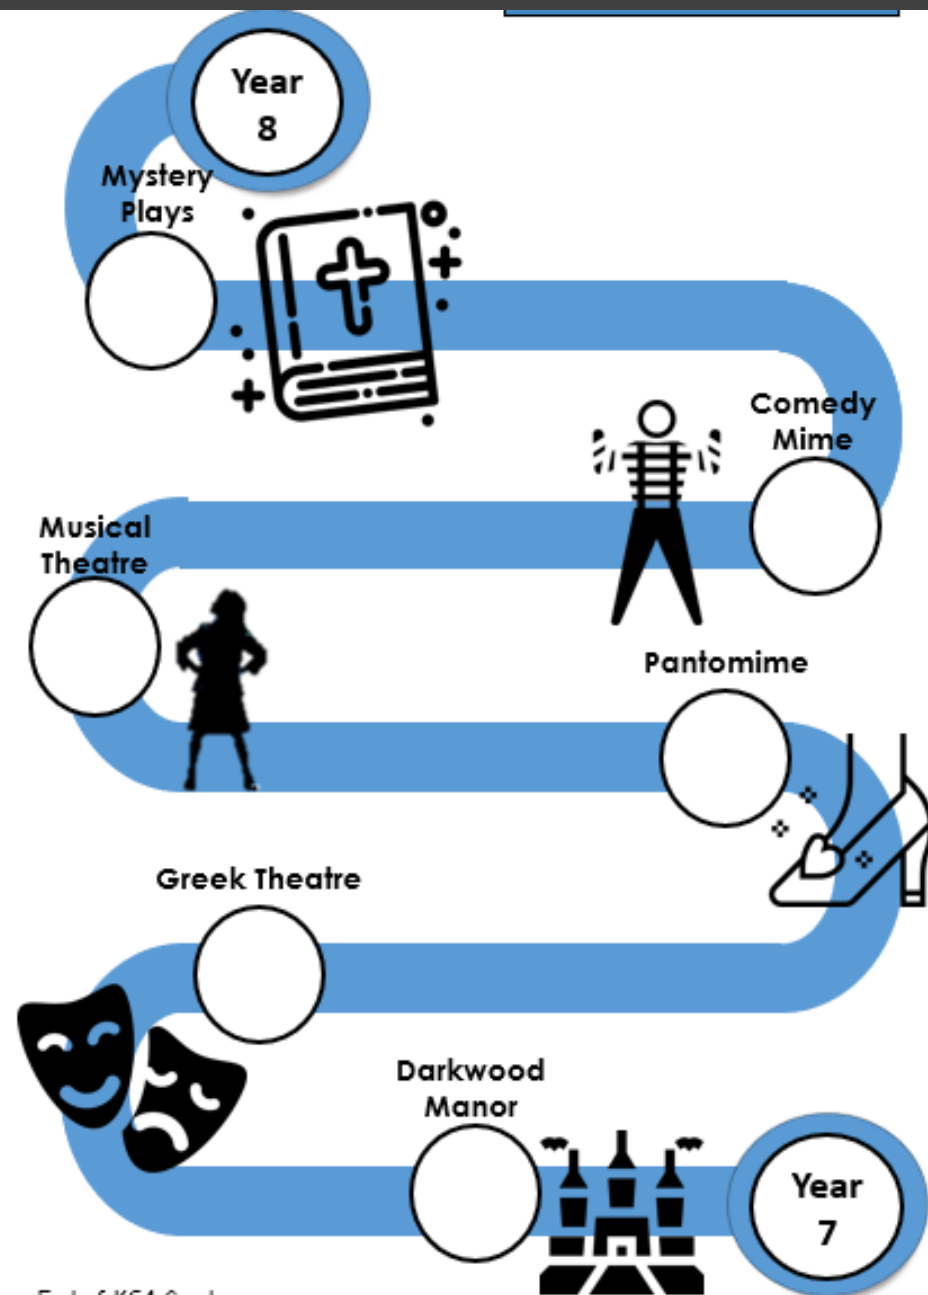 Year
8
Mystery
Plays
Comedy
Mime
Musical
Theatre
Pantomime
Greek Theatre
Darkwood
Manor
Year
7